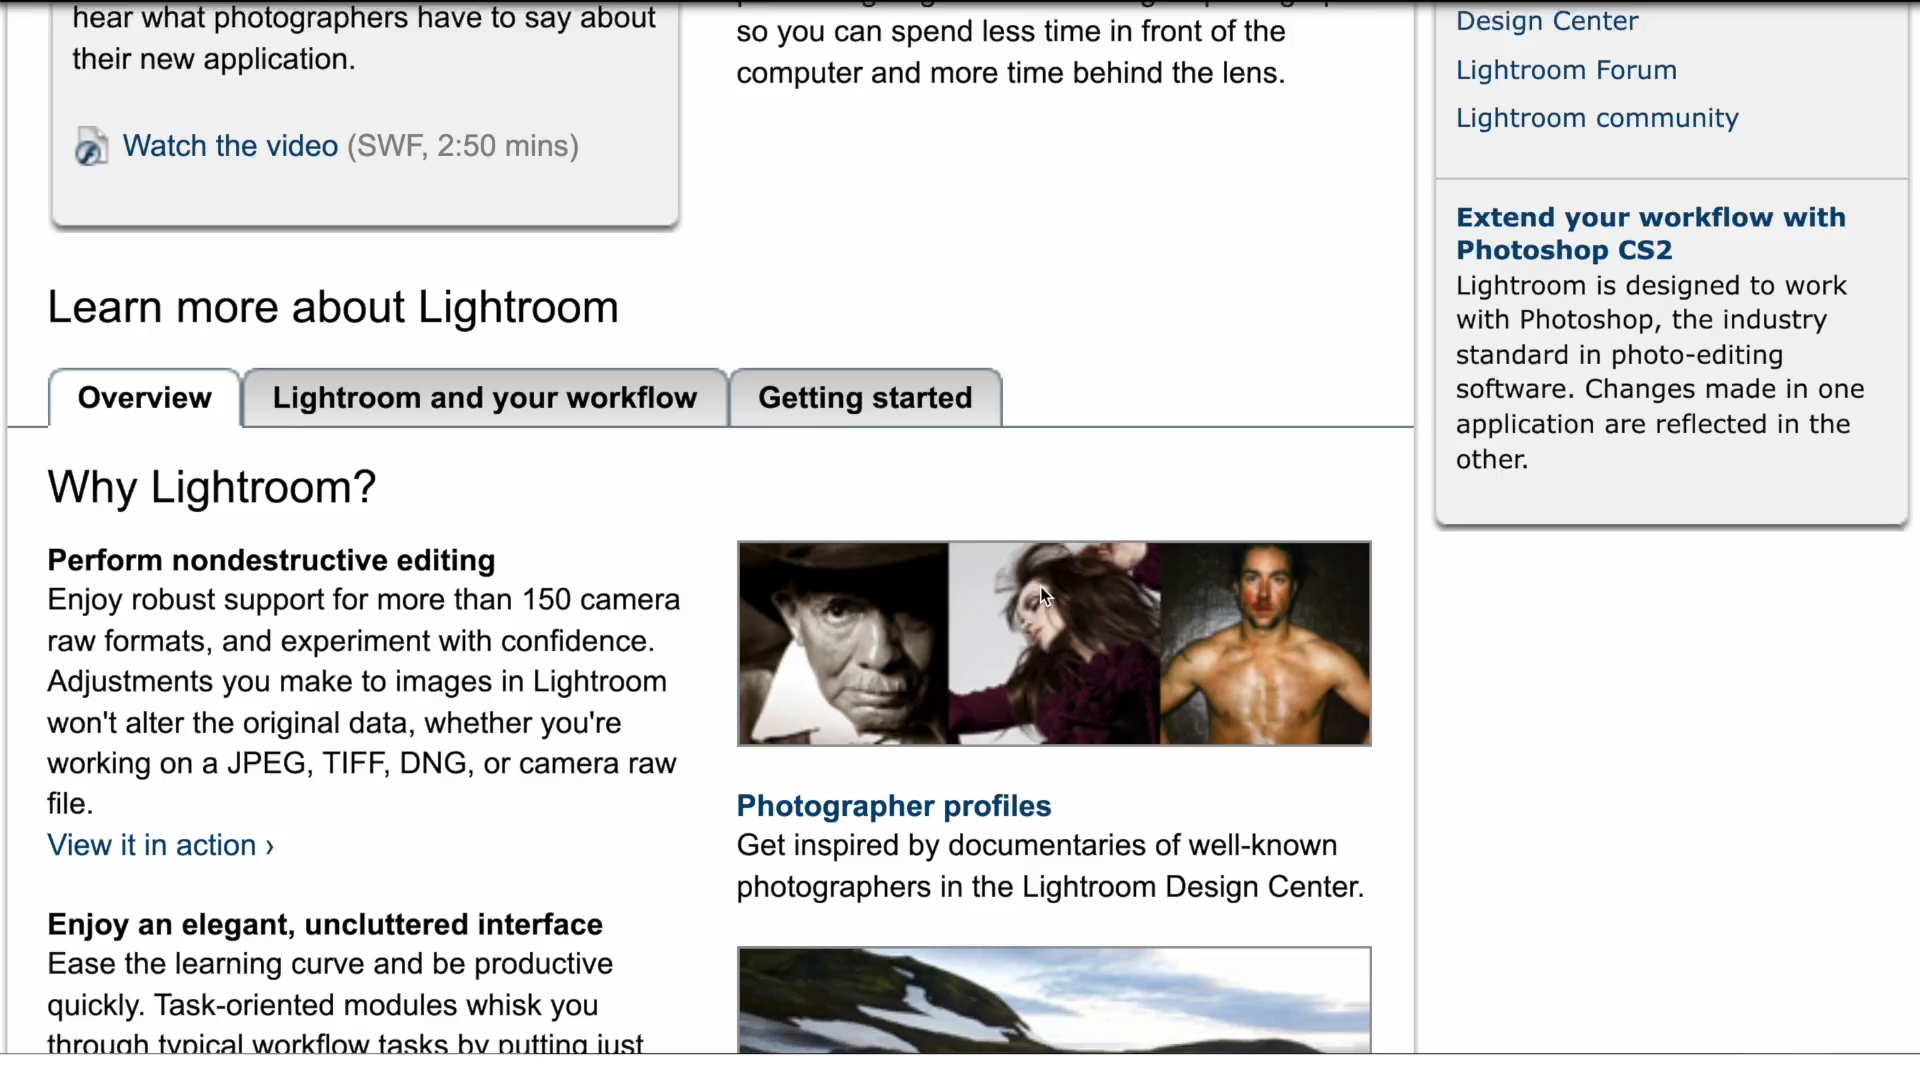 hear what photographers have to say about
their new application.
Watch the video (SWF, 2:50 mins)
so you can spend less time in front of the
computer and more time behind the lens.
Design Center
Lightroom Forum
Lightroom community
Extend your workflow with
Photoshop CS2
Lightroom is designed to work
with Photoshop, the industry
standard in photo-editing
software. Changes made in one
application are reflected in the
other.
Learn more about Lightroom
Overview
Lightroom and your workflow
Getting started
Why Lightroom?
Perform nondestructive editing
Enjoy robust support for more than 150 camera
raw formats, and experiment with confidence.
Adjustments you make to images in Lightroom
won't alter the original data, whether you're
working on a JPEG, TIFF, DNG, or camera raw
file.
View it in action ›
Enjoy an elegant, uncluttered interface
Ease the learning curve and be productive
quickly. Task-oriented modules whisk you
through typical workflow tasks by putting just
Photographer profiles
Get inspired by documentaries of well-known
photographers in the Lightroom Design Center.